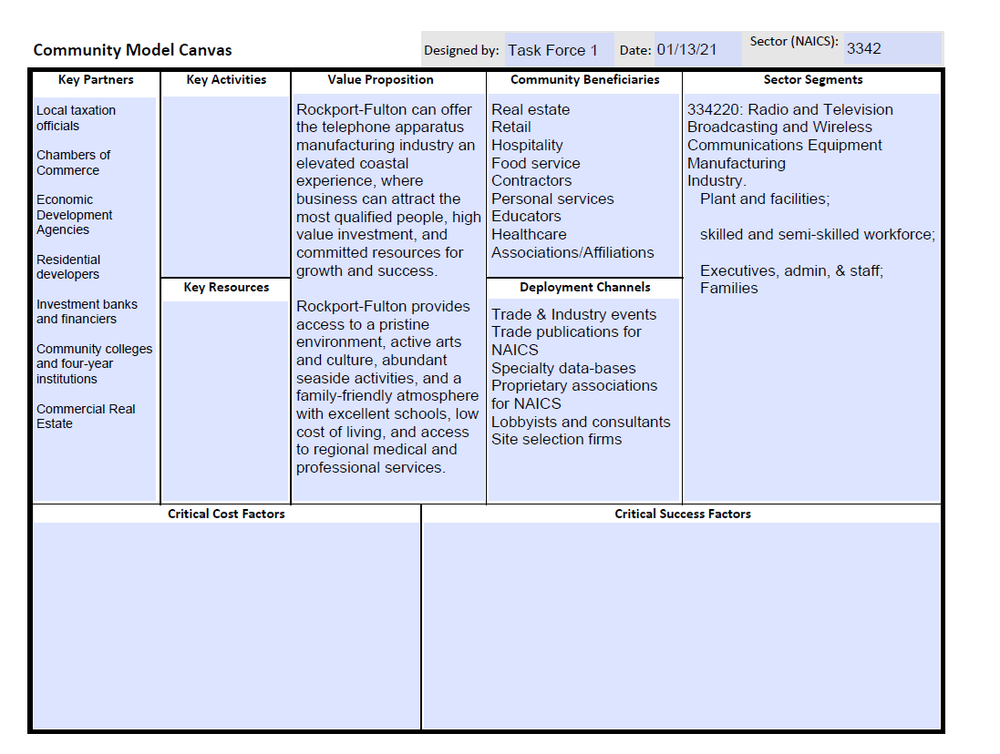 Community Model Canvas
Designed by: Task Force 1 Date: 01/13/21 Sector (NAICS): 3342
Key Partners
Local taxation
officials
Chambers of
Commerce
Economic
Development
Agencies
Residential
developers
Investment banks
and financiers
Community colleges
and four-year
institutions
Commercial Real
Estate
Key Activities
Key Resources
Value Proposition
Rockport-Fulton can offer
the telephone apparatus
manufacturing industry an
elevated coastal
experience, where
business can attract the
most qualified people, high
value investment, and
committed resources for
growth and success.
Rockport-Fulton provides
access to a pristine
environment, active arts
and culture, abundant
seaside activities, and a
family-friendly atmosphere
with excellent schools, low
cost of living, and access
to regional medical and
professional services.
Community Beneficiaries
Real estate
Retail
Hospitality
Food service
Contractors
Personal services
Educators
Healthcare
Associations/Affiliations
Deployment Channels
Trade & Industry events
Trade publications for
NAICS
Specialty data-bases
Proprietary associations
for NAICS
Lobbyists and consultants
Site selection firms
Sector Segments
334220: Radio and Television
Broadcasting and Wireless
Communications Equipment
Manufacturing
Industry.
Plant and facilities;
skilled and semi-skilled workforce;
Executives, admin, & staff;
Families
Critical Cost Factors
Critical Success Factors